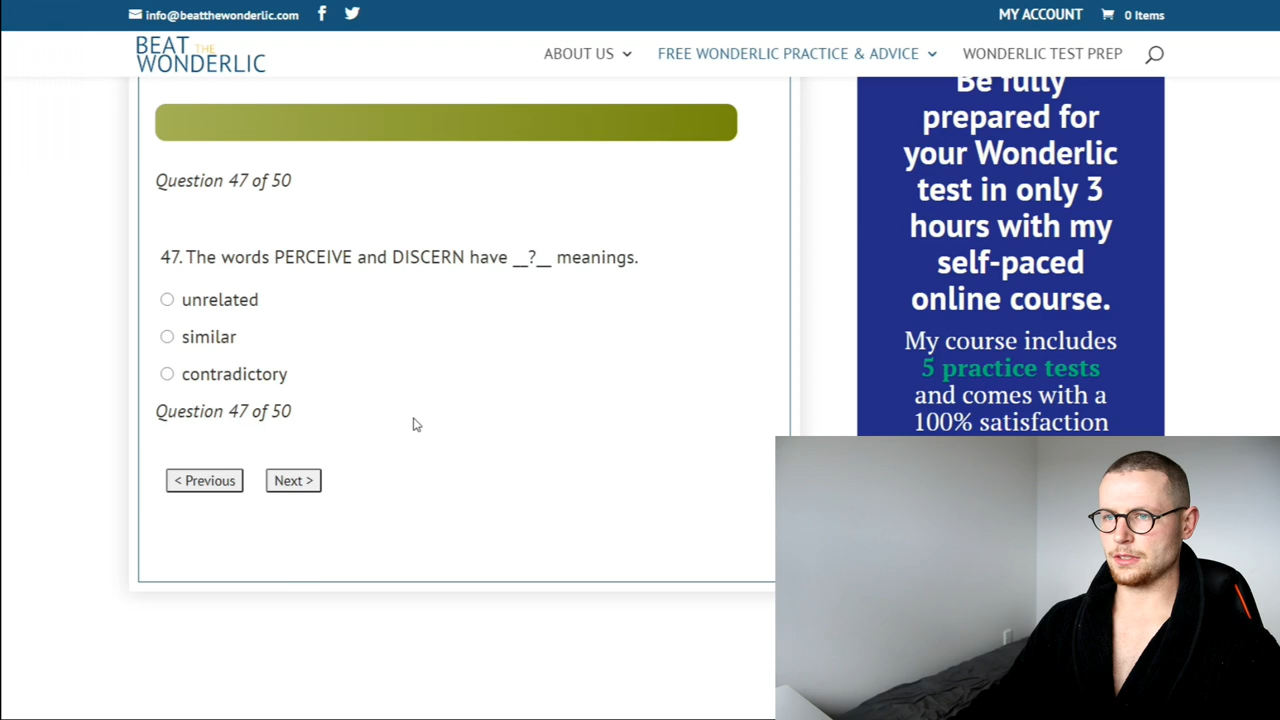 info@beatthewonderlic.com
MY ACCOUNT
0 Items
BEAT THE
WONDERLIC
ABOUT US
FREE WONDERLIC PRACTICE & ADVICE
WONDERLIC TEST PREP
Question 47 of 50
47. The words PERCEIVE and DISCERN have __?__ meanings.
unrelated
similar
contradictory
Question 47 of 50
< Previous
Next >
Be fully
prepared for
your Wonderlic
test in only 3
hours with my
self-paced
online course.
My course includes
5 practice tests
and comes with a
100% satisfaction